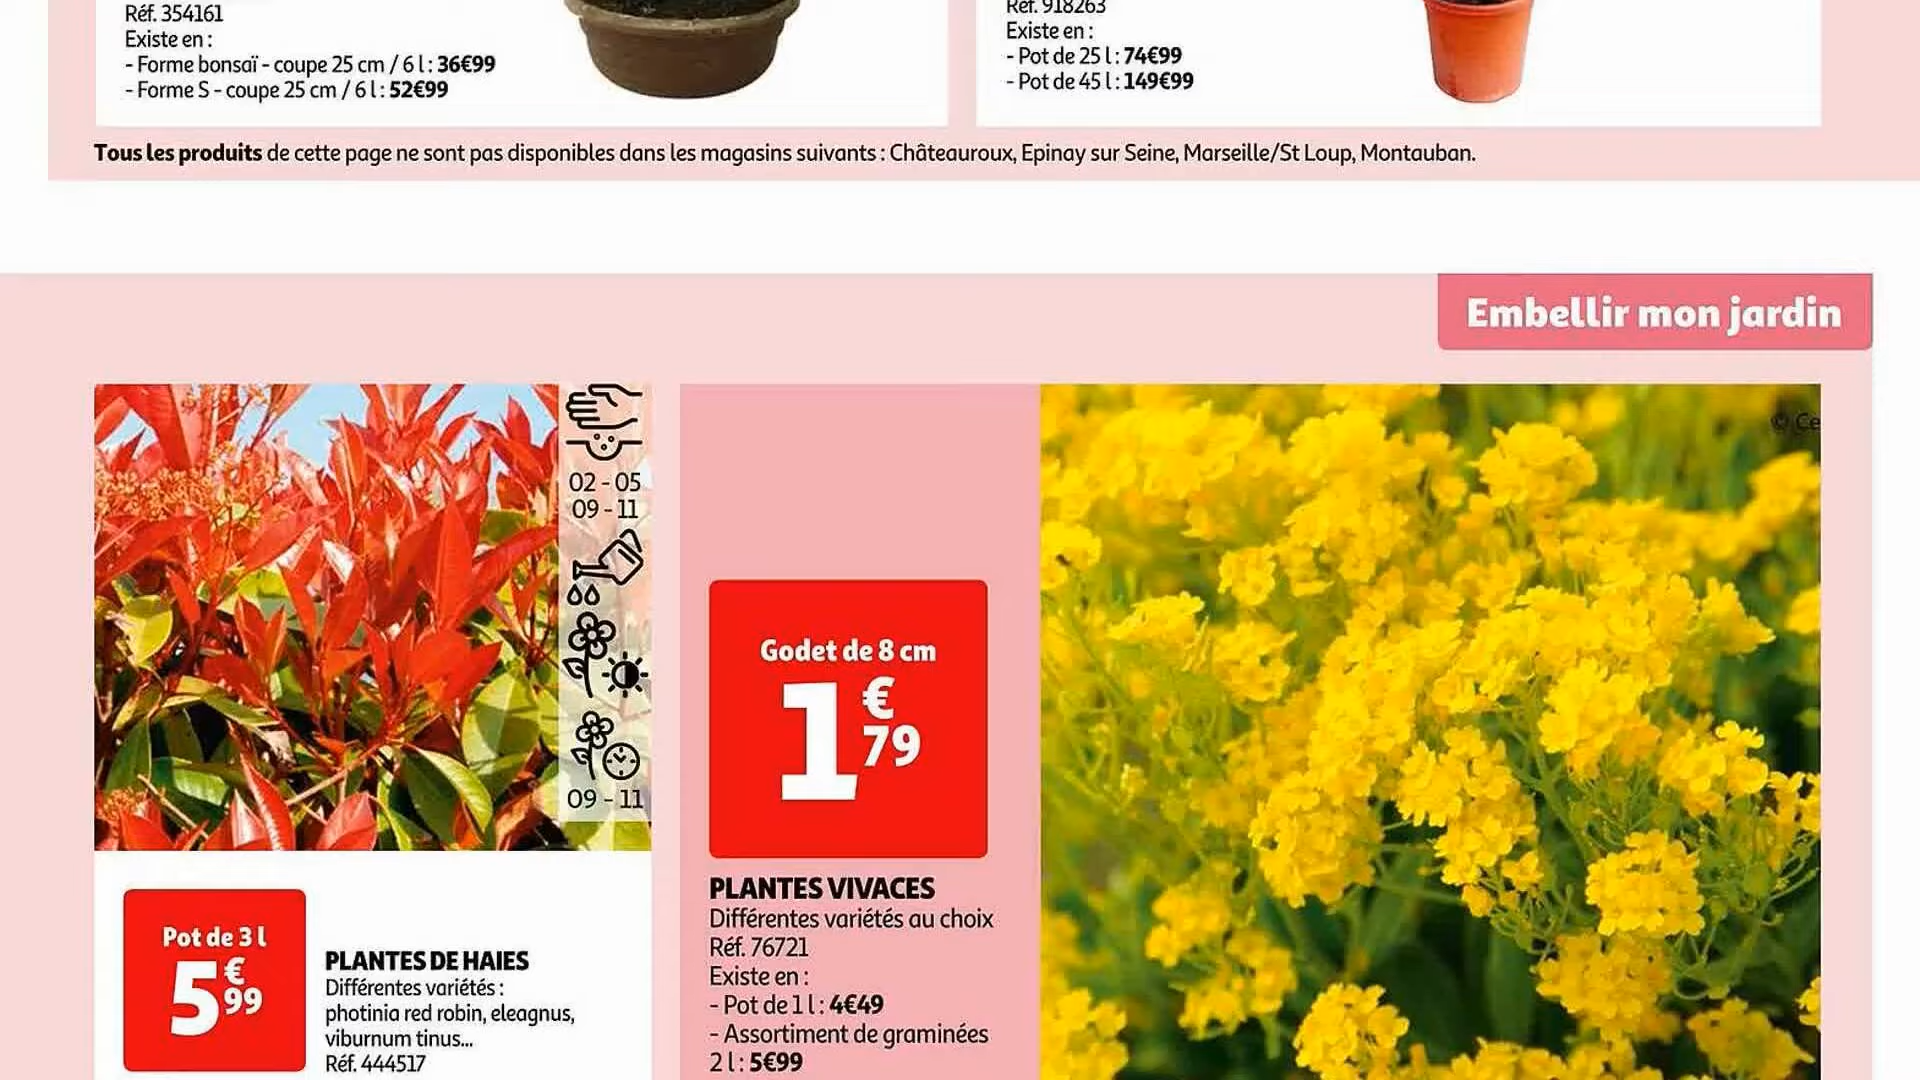 Réf. 354161
Existe en :
- Forme bonsaï - coupe 25 cm / 6 l : 36€99
- Forme S - coupe 25 cm / 6 l : 52€99
Réf. 918263
Existe en :
- Pot de 25 l : 74€99
- Pot de 45 l : 149€99
Tous les produits de cette page ne sont pas disponibles dans les magasins suivants : Châteauroux, Epinay sur Seine, Marseille/St Loup, Montauban.
Embellir mon jardin
02 - 05
09 - 11
09 - 11
Pot de 3 l
5€99
PLANTES DE HAIES
Différentes variétés :
photinia red robin, eleagnus,
viburnum tinus...
Réf. 444517
Godet de 8 cm
1€79
PLANTES VIVACES
Différentes variétés au choix
Réf. 76721
Existe en :
- Pot de 1 l : 4€49
- Assortiment de graminées
2 l : 5€99
© Ce